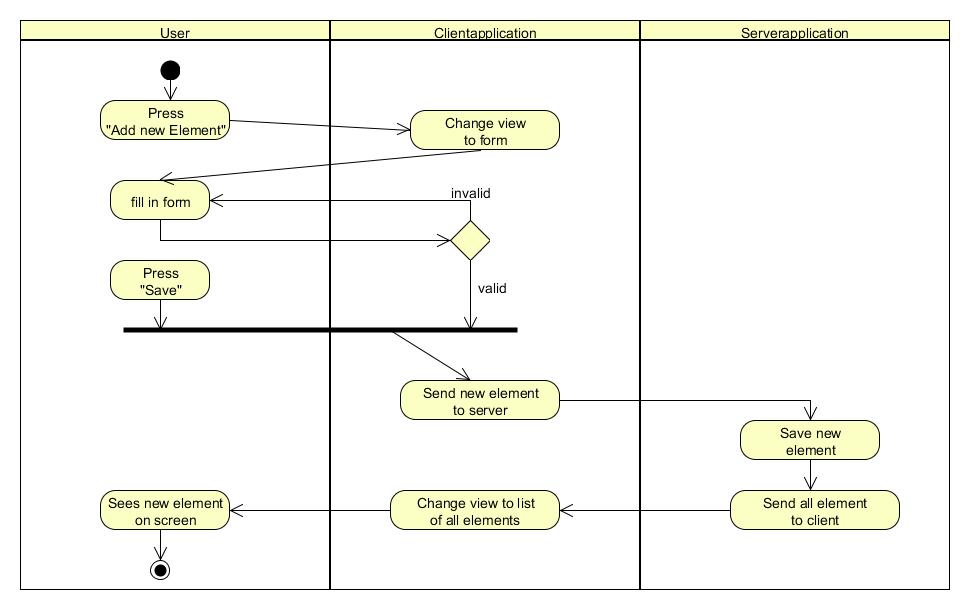 User
Clientapplication
Serverapplication
Press
"Add new Element"
Change view
to form
fill in form
invalid
Press
"Save"
valid
Send new element
to server
Save new
element
Sees new element
on screen
Change view to list
of all elements
Send all element
to client